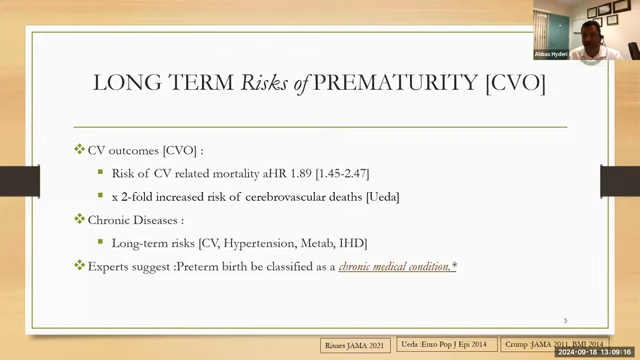 Abbas Hyderi
LONG TERM Risks of PREMATURITY [CVO]
CV outcomes [CVO] :
Risk of CV related mortality aHR 1.89 [1.45-2.47]
x 2-fold increased risk of cerebrovascular deaths [Ueda]
Chronic Diseases :
Long-term risks [CV, Hypertension, Metab, IHD]
Experts suggest :Preterm birth be classified as a chronic medical condition.*
5
JAMA 2021
Ueda :Euro Pop J Epi 2014
Crump :JAMA 2011, BMJ 2014
2024-09-18 13:09:16